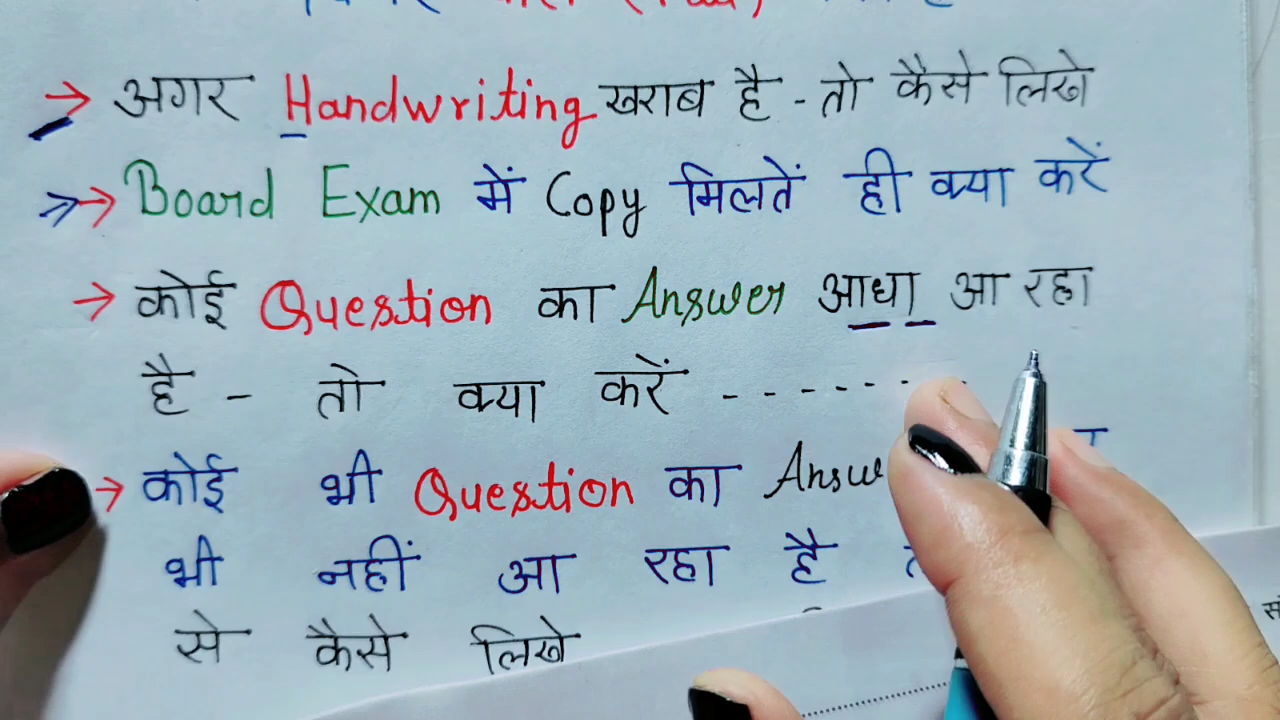 → अगर Handwriting खराब है - तो कैसे लिखे
→ Board Exam में Copy मिलतें ही क्या करें
→ कोई Question का Answer आधा आ रहा
है - तो क्या करें - - - - - - -
→ कोई भी Question का Answ
भी नहीं आ रहा है
से कैसे लिखे